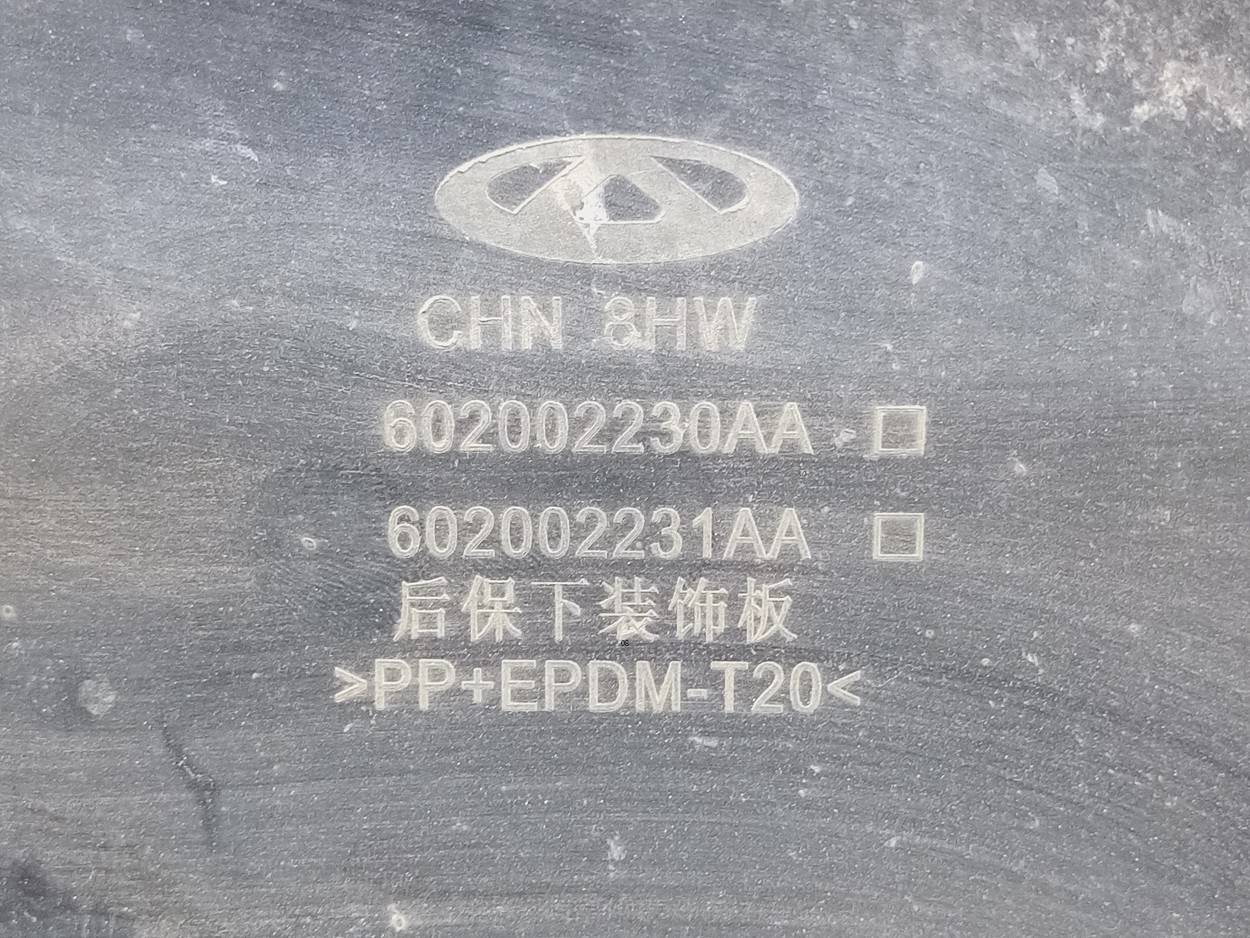 CHN 8HW
602002230AA □
602002231AA □
后保下装饰板
>PP+EPDM-T20<